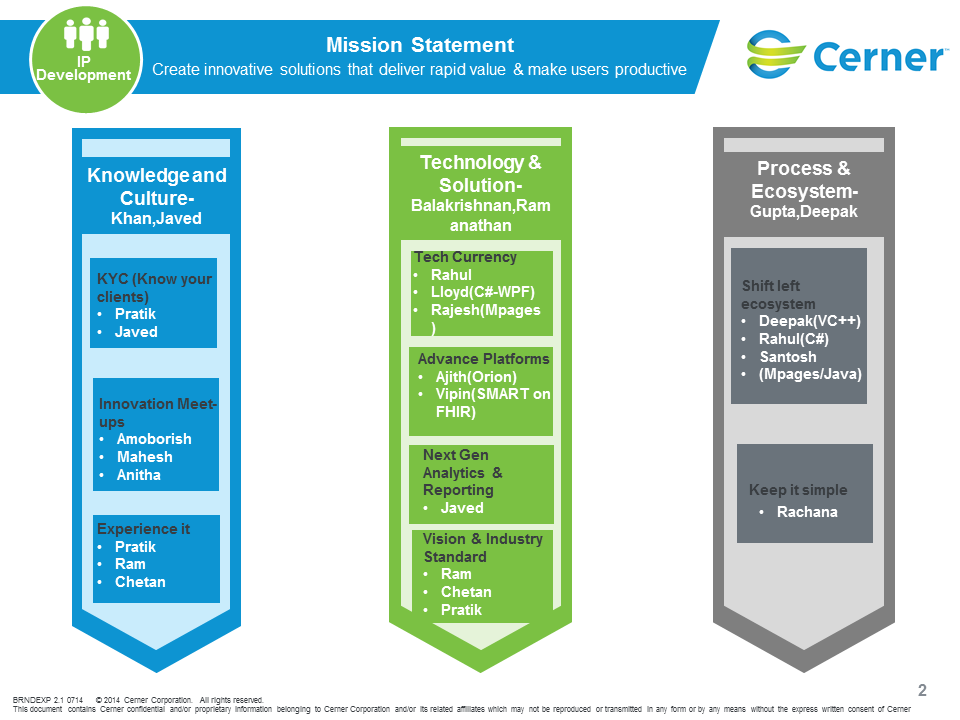 IP
Development
Mission Statement
Create innovative solutions that deliver rapid value & make users productive
Cerner™
Knowledge and
Culture-
Khan,Javed
KYC (Know your
clients)
• Pratik
• Javed
Innovation Meet-
ups
• Amoborish
• Mahesh
• Anitha
Experience it
• Pratik
• Ram
• Chetan
Technology &
Solution-
Balakrishnan,Ram
anathan
Tech Currency
• Rahul
• Lloyd(C#-WPF)
• Rajesh(Mpages
)
Advance Platforms
• Ajith(Orion)
• Vipin(SMART on
FHIR)
Next Gen
Analytics &
Reporting
• Javed
Vision & Industry
Standard
• Ram
• Chetan
• Pratik
Process &
Ecosystem-
Gupta,Deepak
Shift left
ecosystem
• Deepak(VC++)
• Rahul(C#)
• Santosh
• (Mpages/Java)
Keep it simple
• Rachana
2
BRNDEXP 2.1 0714 © 2014 Cerner Corporation. All rights reserved.
This document contains Cerner confidential and/or proprietary information belonging to Cerner Corporation and/or its related affiliates which may not be reproduced or transmitted in any form or by any means without the express written consent of Cerner